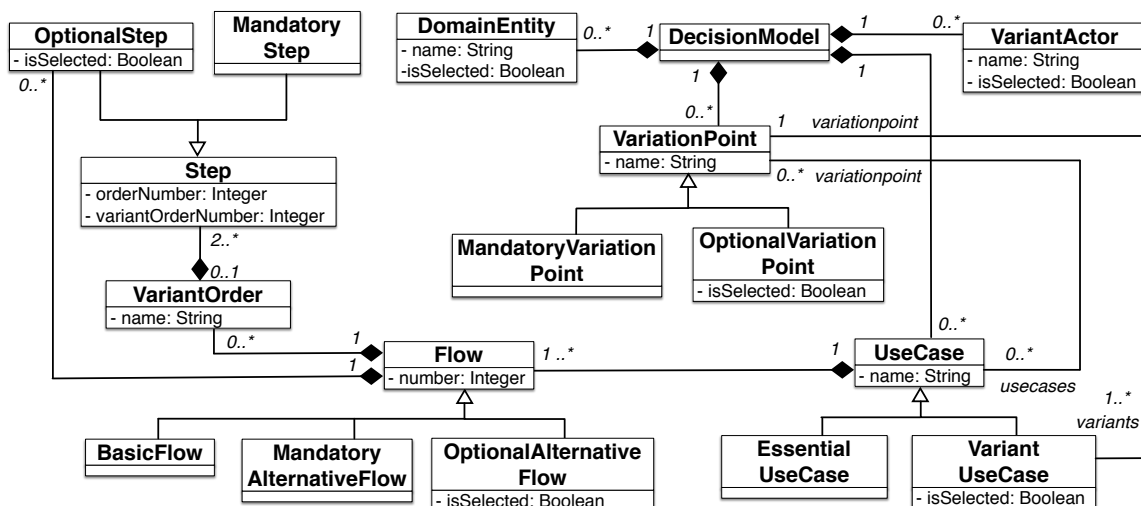 OptionalStep
- isSelected: Boolean
0..*
Mandatory
Step
DomainEntity
- name: String
-isSelected: Boolean
0..*
1
DecisionModel
1
0..*
1
1
VariantActor
- name: String
- isSelected: Boolean
0..*
VariationPoint
- name: String
1 variationpoint
0..* variationpoint
Step
- orderNumber: Integer
- variantOrderNumber: Integer
2..*
0..1
MandatoryVariation
Point
OptionalVariation
Point
- isSelected: Boolean
VariantOrder
- name: String
0..*
1
1
Flow
- number: Integer
1 ..*
1
0..*
UseCase
- name: String
0..*
usecases
1..*
variants
BasicFlow
Mandatory
AlternativeFlow
OptionalAlternative
Flow
- isSelected: Boolean
Essential
UseCase
Variant
UseCase
- isSelected: Boolean